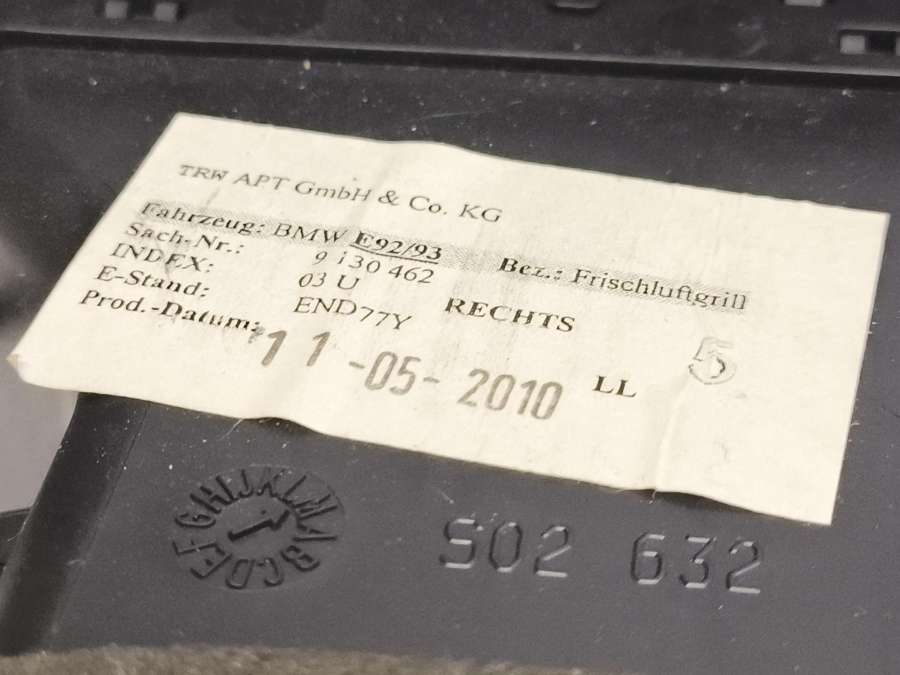 TRW APT GmbH & Co. KG
Fahrzeug: BMW E92/93 Bez.: Frischluftgrill
Sach-Nr.: 9 130 462
INDEX: 03 U RECHTS
E-Stand: END77Y
Prod.-Datum: 11-05-2010 LL 5
GHIJKLMABCDEF
502 632